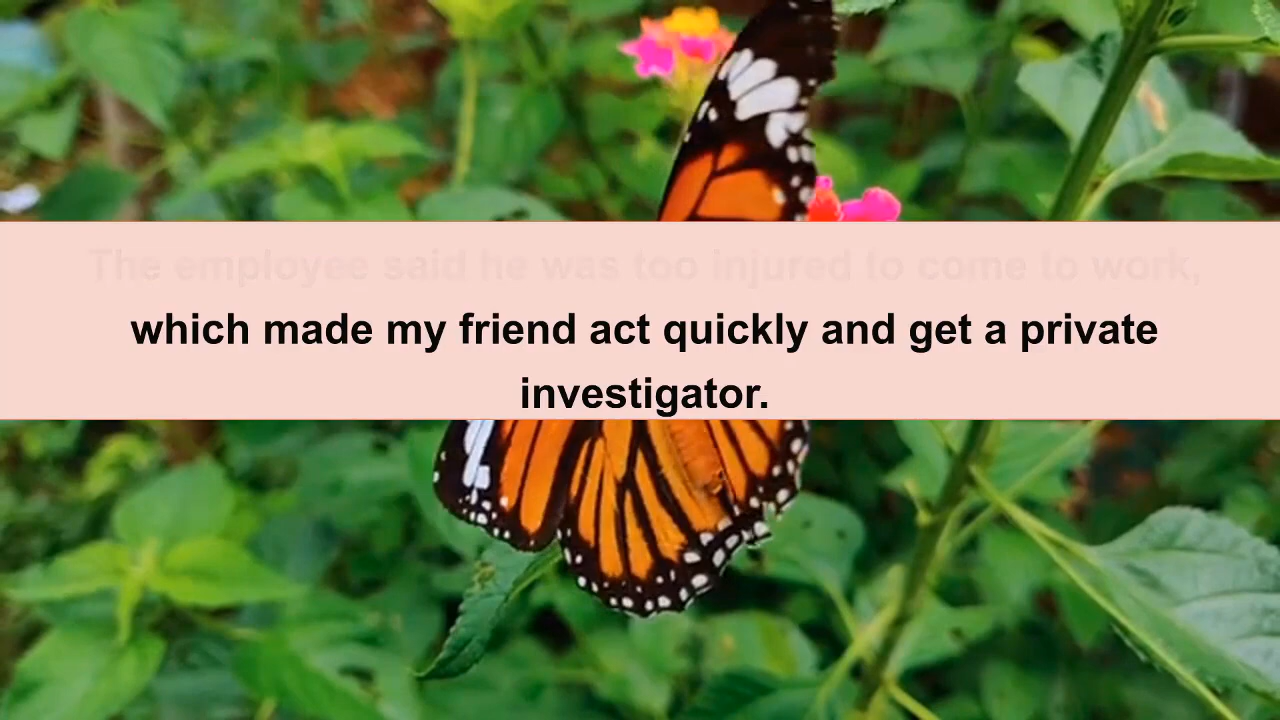 The employee said he was too injured to come to work,
which made my friend act quickly and get a private
investigator.